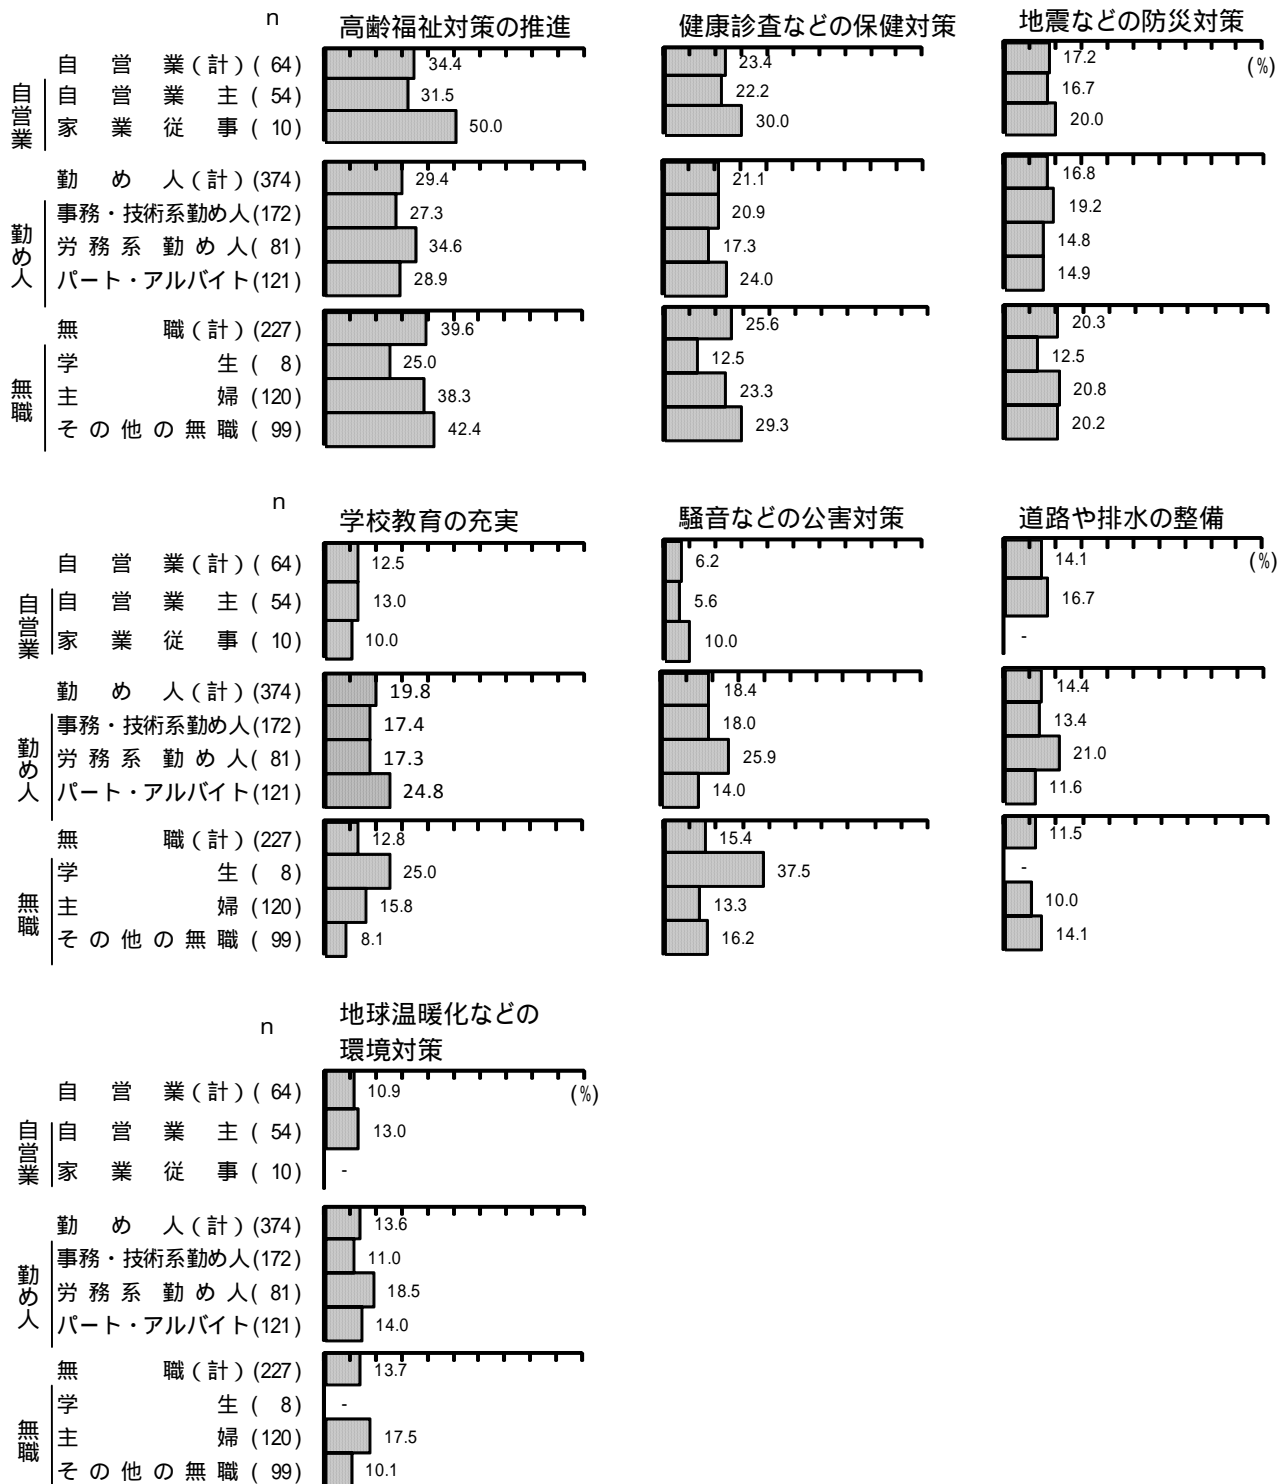 n 高齢福祉対策の推進 健康診査などの保健対策 地震などの防災対策
(%)
自営業(計)( 64) 34.4 23.4 17.2
自営業
自営業主( 54) 31.5 22.2 16.7
家業従事( 10) 50.0 30.0 20.0
勤め人(計)(374) 29.4 21.1 16.8
勤め人
事務・技術系勤め人(172) 27.3 20.9 19.2
労務系勤め人( 81) 34.6 17.3 14.8
パート・アルバイト(121) 28.9 24.0 14.9
無職(計)(227) 39.6 25.6 20.3
無職
学生( 8) 25.0 12.5 12.5
主婦(120) 38.3 23.3 20.8
その他の無職( 99) 42.4 29.3 20.2
n 学校教育の充実 騒音などの公害対策 道路や排水の整備
(%)
自営業(計)( 64) 12.5 6.2 14.1
自営業
自営業主( 54) 13.0 5.6 16.7
家業従事( 10) 10.0 10.0 -
勤め人(計)(374) 19.8 18.4 14.4
勤め人
事務・技術系勤め人(172) 17.4 18.0 13.4
労務系勤め人( 81) 17.3 25.9 21.0
パート・アルバイト(121) 24.8 14.0 11.6
無職(計)(227) 12.8 15.4 11.5
無職
学生( 8) 25.0 37.5 -
主婦(120) 15.8 13.3 10.0
その他の無職( 99) 8.1 16.2 14.1
n
地球温暖化などの
環境対策
(%)
自営業(計)( 64) 10.9
自営業
自営業主( 54) 13.0
家業従事( 10) -
勤め人(計)(374) 13.6
勤め人
事務・技術系勤め人(172) 11.0
労務系勤め人( 81) 18.5
パート・アルバイト(121) 14.0
無職(計)(227) 13.7
無職
学生( 8) -
主婦(120) 17.5
その他の無職( 99) 10.1